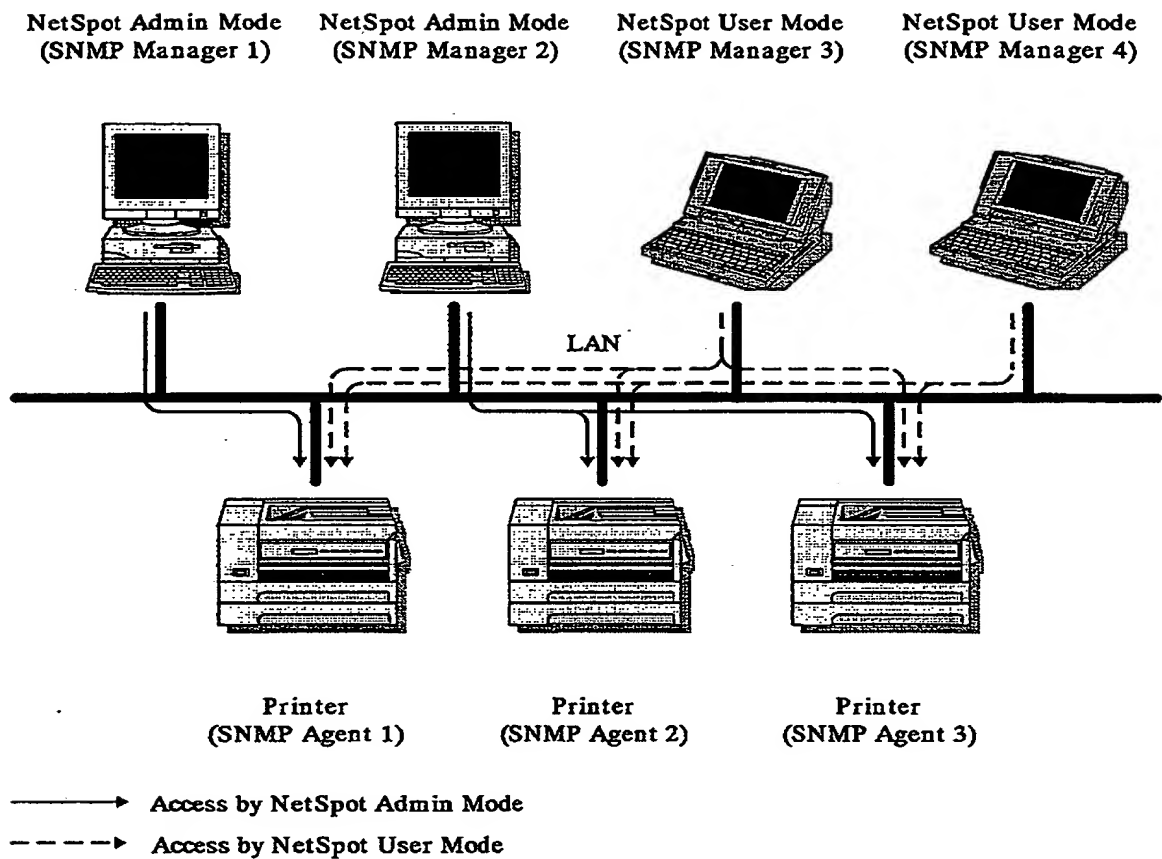 NetSpot Admin Mode
(SNMP Manager 1)
NetSpot Admin Mode
(SNMP Manager 2)
NetSpot User Mode
(SNMP Manager 3)
NetSpot User Mode
(SNMP Manager 4)
LAN
Printer
(SNMP Agent 1)
Printer
(SNMP Agent 2)
Printer
(SNMP Agent 3)
Access by NetSpot Admin Mode
Access by NetSpot User Mode